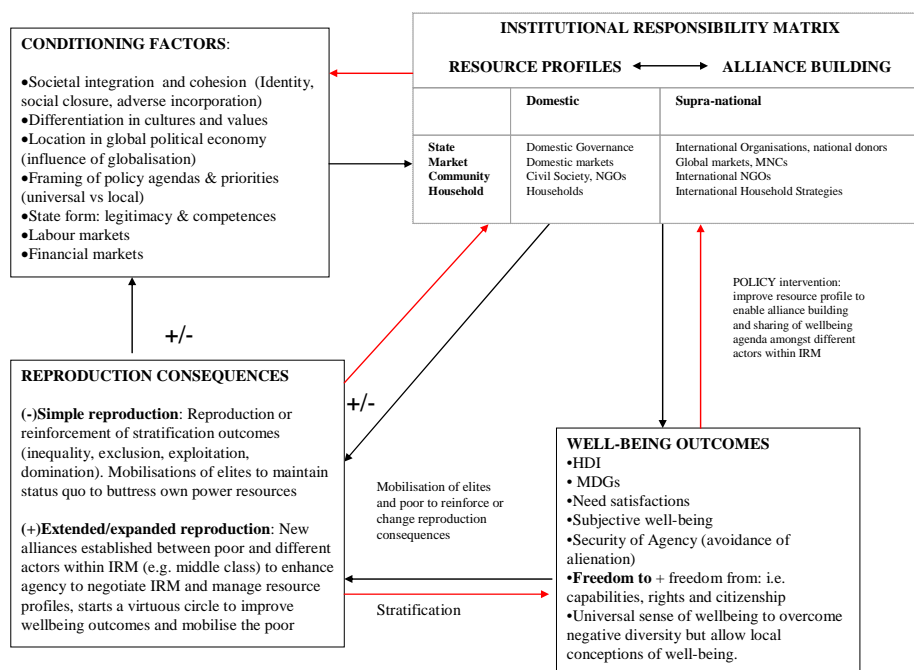 CONDITIONING FACTORS:
•Societal integration and cohesion (Identity,
social closure, adverse incorporation)
•Differentiation in cultures and values
•Location in global political economy
(influence of globalisation)
•Framing of policy agendas & priorities
(universal vs local)
•State form: legitimacy & competences
•Labour markets
•Financial markets
INSTITUTIONAL RESPONSIBILITY MATRIX
RESOURCE PROFILES ALLIANCE BUILDING
Domestic Supra-national
State Domestic Governance International Organisations, national donors
Market Domestic markets Global markets, MNCs
Community Civil Society, NGOs International NGOs
Household Households International Household Strategies
POLICY intervention:
improve resource profile to
enable alliance building
and sharing of wellbeing
agenda amongst different
actors within IRM
+/-
REPRODUCTION CONSEQUENCES
(-)Simple reproduction: Reproduction or
reinforcement of stratification outcomes
(inequality, exclusion, exploitation,
domination). Mobilisations of elites to maintain
status quo to buttress own power resources
(+)Extended/expanded reproduction: New
alliances established between poor and different
actors within IRM (e.g. middle class) to enhance
agency to negotiate IRM and manage resource
profiles, starts a virtuous circle to improve
wellbeing outcomes and mobilise the poor
+/-
Mobilisation of elites
and poor to reinforce or
change reproduction
consequences
Stratification
WELL-BEING OUTCOMES
•HDI
• MDGs
•Need satisfactions
•Subjective well-being
•Security of Agency (avoidance of
alienation)
•Freedom to + freedom from: i.e.
capabilities, rights and citizenship
•Universal sense of wellbeing to overcome
negative diversity but allow local
conceptions of well-being.